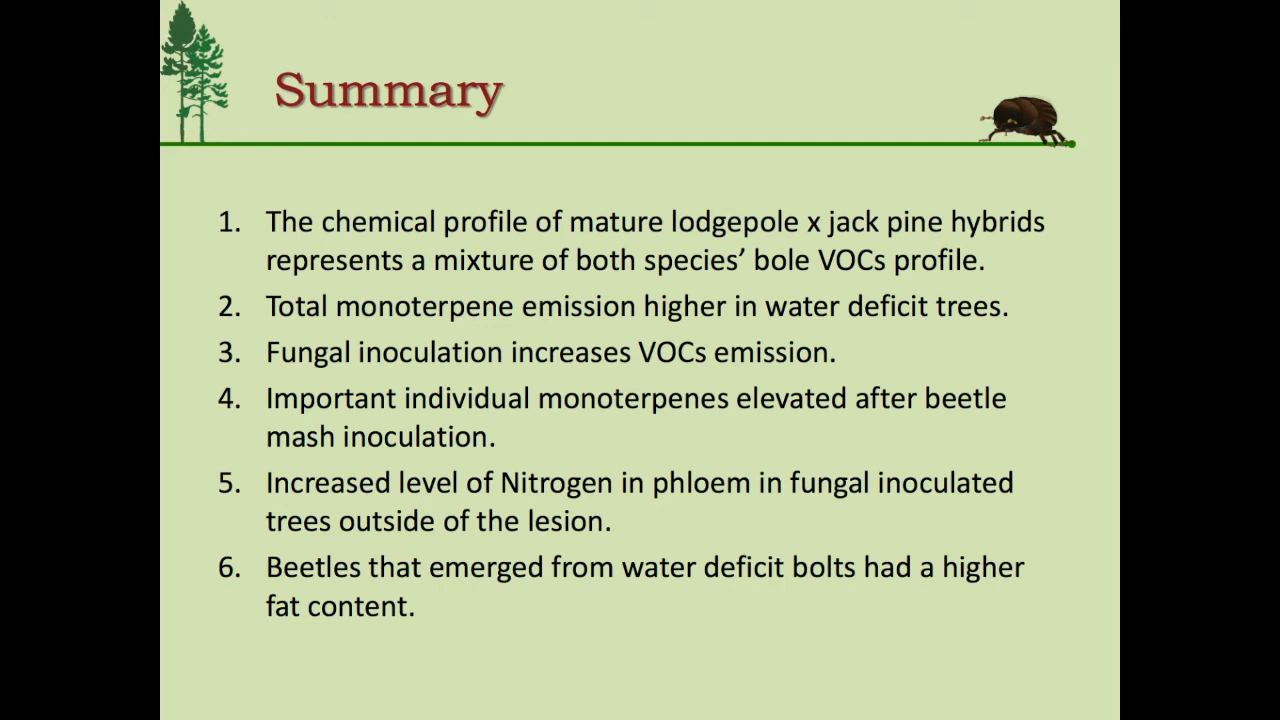 Summary
1. The chemical profile of mature lodgepole x jack pine hybrids
represents a mixture of both species’ bole VOCs profile.
2. Total monoterpene emission higher in water deficit trees.
3. Fungal inoculation increases VOCs emission.
4. Important individual monoterpenes elevated after beetle
mash inoculation.
5. Increased level of Nitrogen in phloem in fungal inoculated
trees outside of the lesion.
6. Beetles that emerged from water deficit bolts had a higher
fat content.